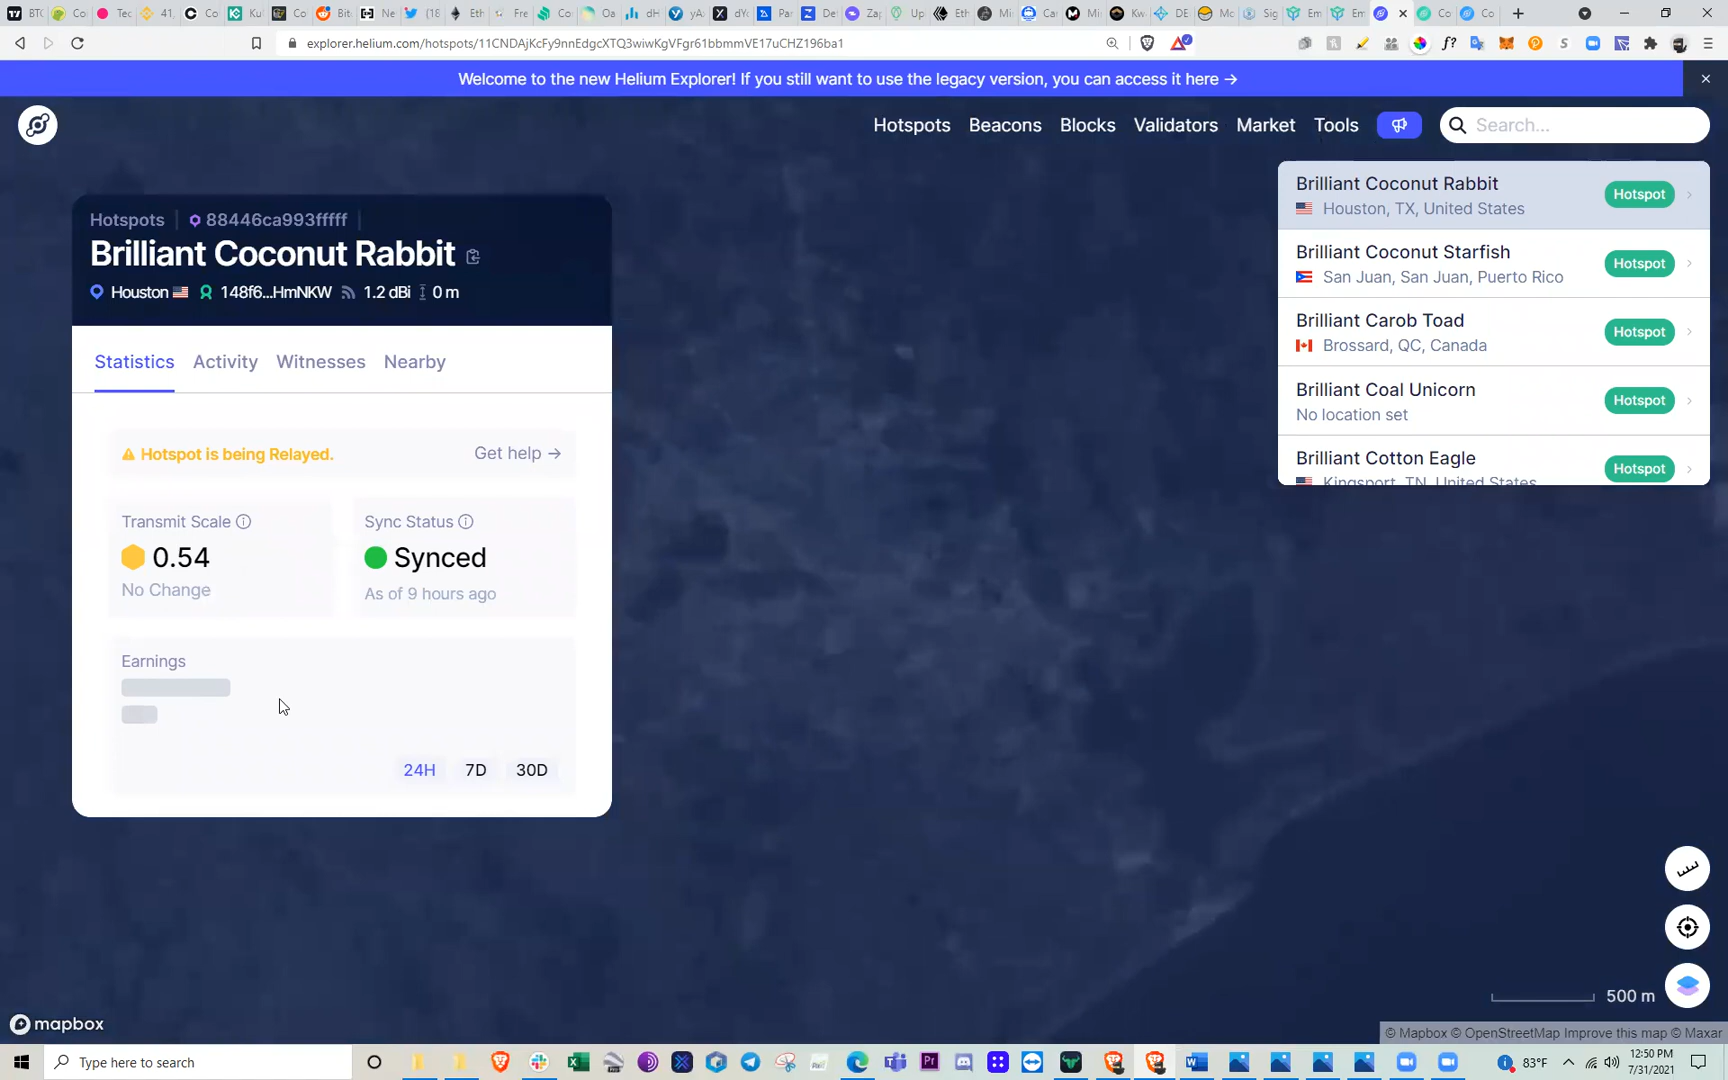 explorer.helium.com/hotspots/11CNDAjKcFy9nnEdgcXTQ3wiwKgVFgr61bbmmVE17uCHZ196ba1
Welcome to the new Helium Explorer! If you still want to use the legacy version, you can access it here →
Hotspots Beacons Blocks Validators Market Tools Search...
Hotspots 88446ca993fffff
Brilliant Coconut Rabbit
Houston 148f6...HmNKW 1.2 dBi 0 m
Statistics Activity Witnesses Nearby
Hotspot is being Relayed. Get help →
Transmit Scale
0.54
No Change
Sync Status
Synced
As of 9 hours ago
Earnings
24H 7D 30D
Brilliant Coconut Rabbit
Houston, TX, United States
Hotspot
Brilliant Coconut Starfish
San Juan, San Juan, Puerto Rico
Hotspot
Brilliant Carob Toad
Brossard, QC, Canada
Hotspot
Brilliant Coal Unicorn
No location set
Hotspot
Brilliant Cotton Eagle
Kingsport, TN, United States
Hotspot
500 m
mapbox
© Mapbox © OpenStreetMap Improve this map © Maxar
Type here to search
83°F
12:50 PM
7/31/2021